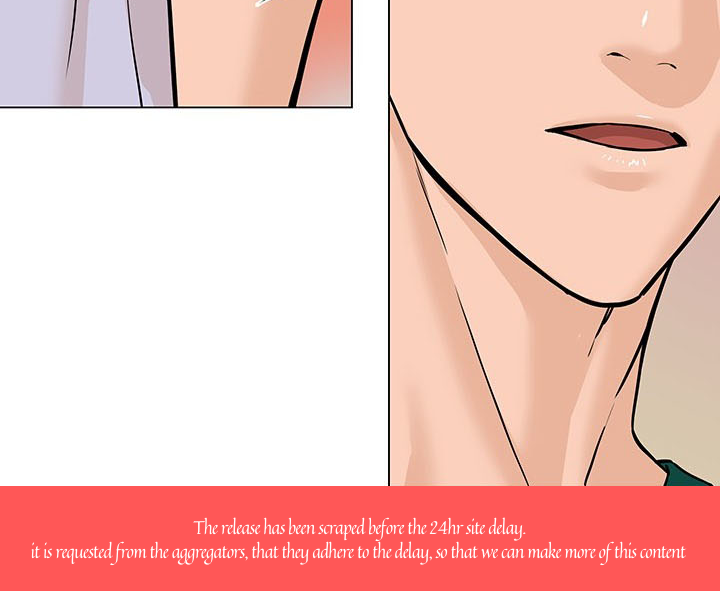 The release has been scraped before the 24hr site delay.
it is requested from the aggregators, that they adhere to the delay, so that we can make more of this content